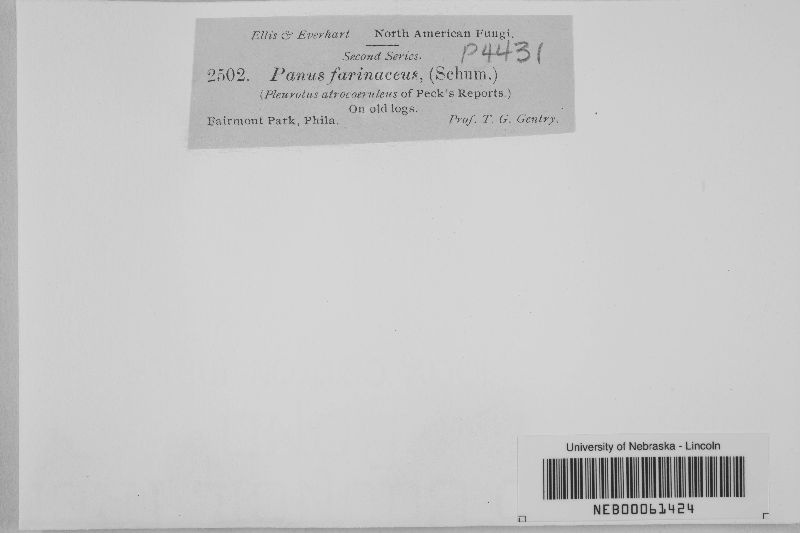 Ellis & Everhart North American Fungi.
Second Series.
P4431
2502. Panus farinaceus, (Schum.)
(Pleurotus atrocoeruleus of Peck's Reports.)
On old logs.
Fairmont Park, Phila. Prof. T. G. Gentry.
University of Nebraska - Lincoln
NEB00061424